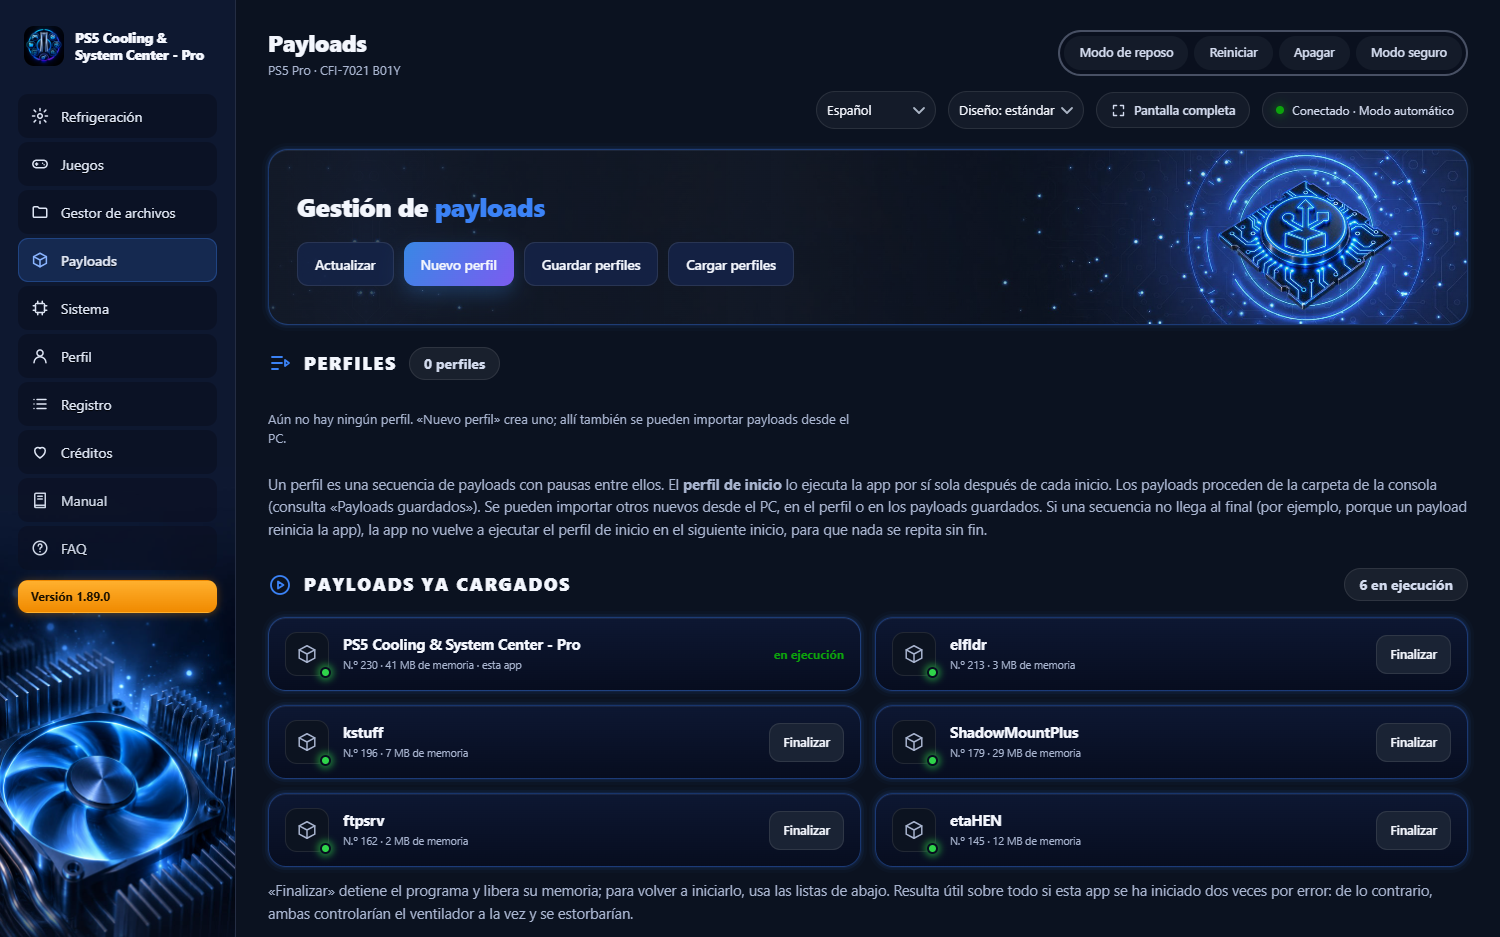 PS5 Cooling &
System Center - Pro
Refrigeración
Juegos
Gestor de archivos
Payloads
Sistema
Perfil
Registro
Créditos
Manual
FAQ
Versión 1.89.0
Payloads
PS5 Pro · CFI-7021 B01Y
Modo de reposo
Reiniciar
Apagar
Modo seguro
Español
Diseño: estándar
Pantalla completa
Conectado · Modo automático
Gestión de payloads
Actualizar
Nuevo perfil
Guardar perfiles
Cargar perfiles
PERFILES
0 perfiles
Aún no hay ningún perfil. «Nuevo perfil» crea uno; allí también se pueden importar payloads desde el
PC.
Un perfil es una secuencia de payloads con pausas entre ellos. El perfil de inicio lo ejecuta la app por sí sola después de cada inicio. Los payloads proceden de la carpeta de la consola
(consulta «Payloads guardados»). Se pueden importar otros nuevos desde el PC, en el perfil o en los payloads guardados. Si una secuencia no llega al final (por ejemplo, porque un payload
reinicia la app), la app no vuelve a ejecutar el perfil de inicio en el siguiente inicio, para que nada se repita sin fin.
PAYLOADS YA CARGADOS
6 en ejecución
PS5 Cooling & System Center - Pro
N.º 230 · 41 MB de memoria · esta app
en ejecución
elfldr
N.º 213 · 3 MB de memoria
Finalizar
kstuff
N.º 196 · 7 MB de memoria
Finalizar
ShadowMountPlus
N.º 179 · 29 MB de memoria
Finalizar
ftpsrv
N.º 162 · 2 MB de memoria
Finalizar
etaHEN
N.º 145 · 12 MB de memoria
Finalizar
«Finalizar» detiene el programa y libera su memoria; para volver a iniciarlo, usa las listas de abajo. Resulta útil sobre todo si esta app se ha iniciado dos veces por error: de lo contrario,
ambas controlarían el ventilador a la vez y se estorbarían.